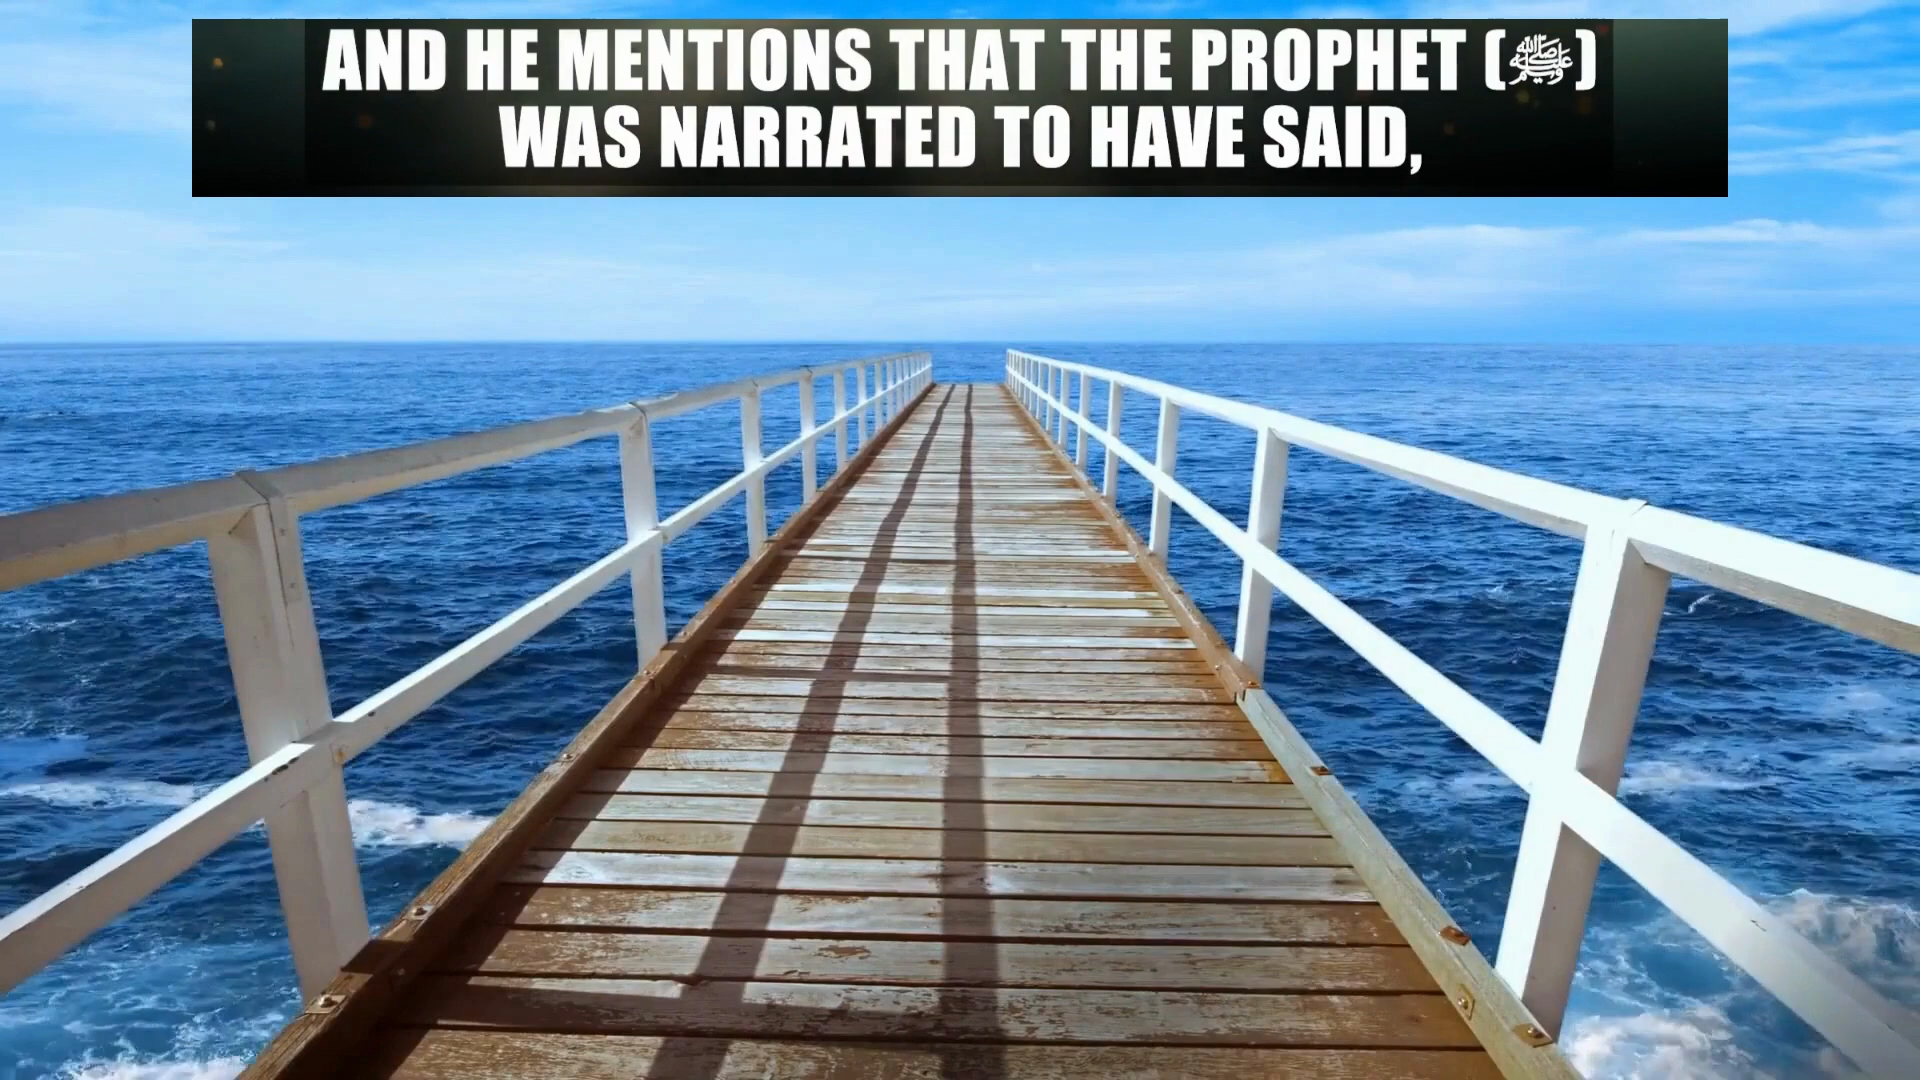 AND HE MENTIONS THAT THE PROPHET (ﷺ)
WAS NARRATED TO HAVE SAID,